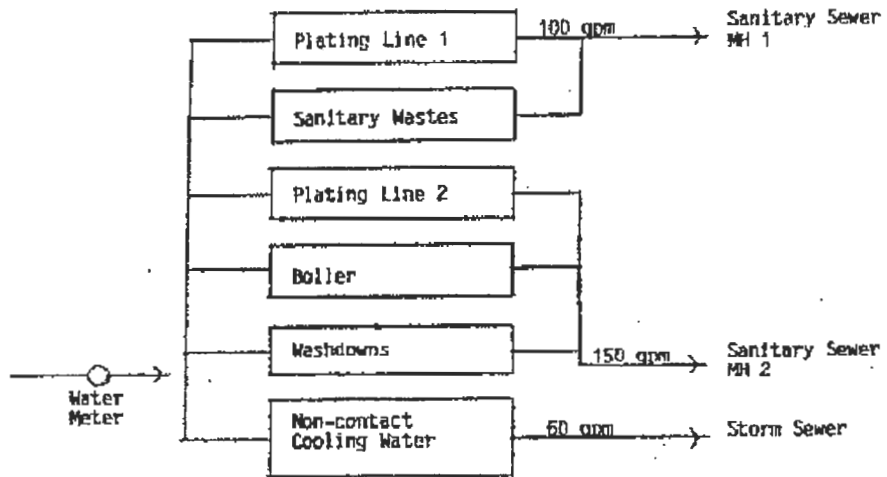 Plating Line 1
100 gpm
Sanitary Sewer
MH 1
Sanitary Wastes
Plating Line 2
Boiler
Washdowns
150 gpm
Sanitary Sewer
MH 2
Water
Meter
Non-contact
Cooling Water
60 gpm
Storm Sewer